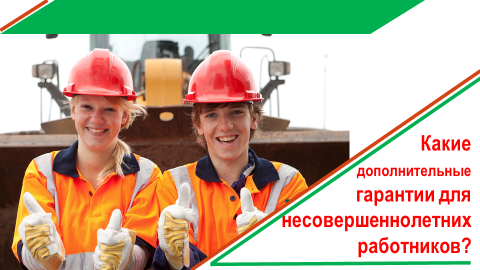 Какие
дополнительные
гарантии для
несовершеннолетних
работников?